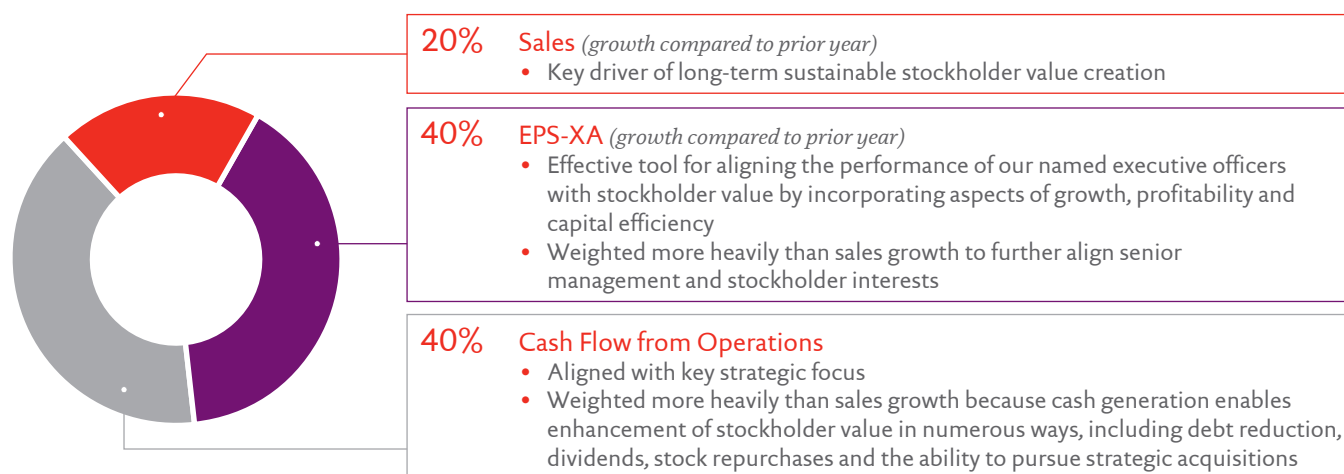 20% Sales (growth compared to prior year)
• Key driver of long-term sustainable stockholder value creation
40% EPS-XA (growth compared to prior year)
• Effective tool for aligning the performance of our named executive officers
with stockholder value by incorporating aspects of growth, profitability and
capital efficiency
• Weighted more heavily than sales growth to further align senior
management and stockholder interests
40% Cash Flow from Operations
• Aligned with key strategic focus
• Weighted more heavily than sales growth because cash generation enables
enhancement of stockholder value in numerous ways, including debt reduction,
dividends, stock repurchases and the ability to pursue strategic acquisitions